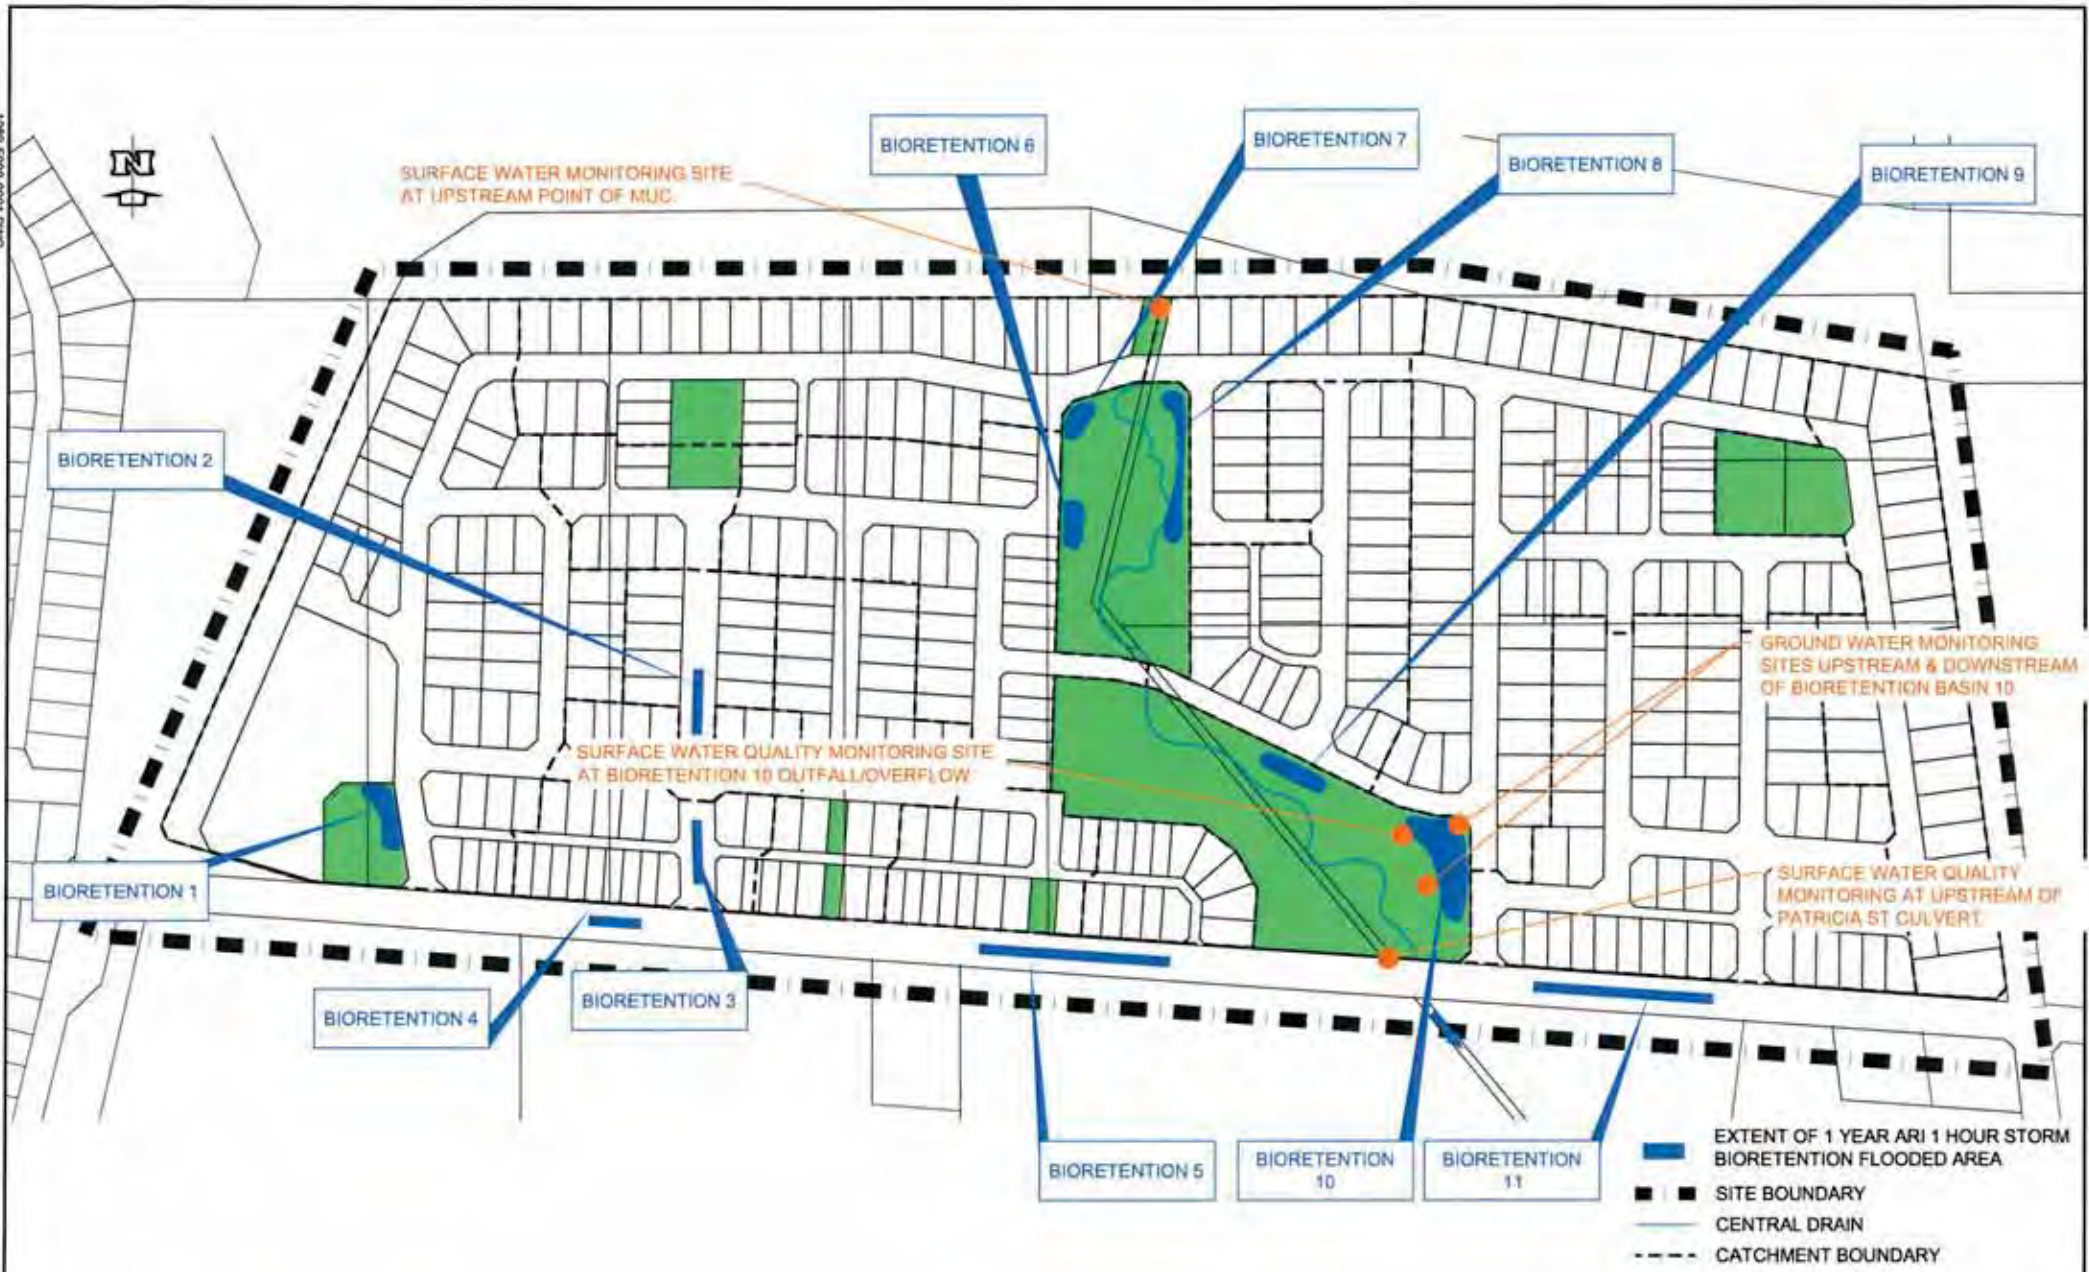 N
BIORETENTION 6
BIORETENTION 7
BIORETENTION 8
BIORETENTION 9
SURFACE WATER MONITORING SITE
AT UPSTREAM POINT OF MUC.
BIORETENTION 2
GROUND WATER MONITORING
SITES UPSTREAM & DOWNSTREAM
OF BIORETENTION BASIN 10
SURFACE WATER QUALITY MONITORING SITE
AT BIORETENTION 10 OUTFALL/OVERFLOW
BIORETENTION 1
SURFACE WATER QUALITY
MONITORING AT UPSTREAM OF
PATRICIA ST CULVERT.
BIORETENTION 4
BIORETENTION 3
BIORETENTION 5
BIORETENTION
10
BIORETENTION
11
EXTENT OF 1 YEAR ARI 1 HOUR STORM
BIORETENTION FLOODED AREA
SITE BOUNDARY
CENTRAL DRAIN
CATCHMENT BOUNDARY